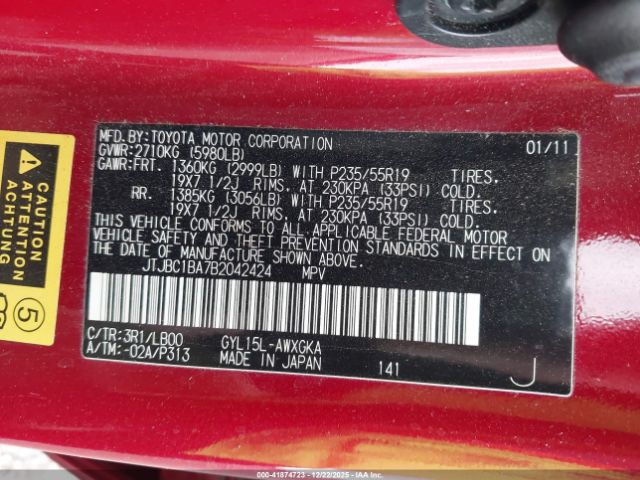 MFD.BY:TOYOTA MOTOR CORPORATION 01/11
GVWR:2710KG (5980LB)
GAWR:FRT. 1360KG (2999LB) WITH P235/55R19 TIRES,
19X7 1/2J RIMS, AT 230KPA (33PSI) COLD.
RR. 1385KG (3056LB) WITH P235/55R19 TIRES,
19X7 1/2J RIMS, AT 230KPA (33PSI) COLD.
THIS VEHICLE CONFORMS TO ALL APPLICABLE FEDERAL MOTOR
VEHICLE SAFETY AND THEFT PREVENTION STANDARDS IN EFFECT ON
THE DATE OF MANUFACTURE SHOWN ABOVE.
JTJBC1BA7B2042424 MPV
C/TR:3R1/LB00 GYL15L-AWXGKA
A/TM:-02A/P313 MADE IN JAPAN 141 J
CAUTION
ACHTUNG
ATTENTION
5
000-41874723 - 12/22/2025 - IAA Inc.